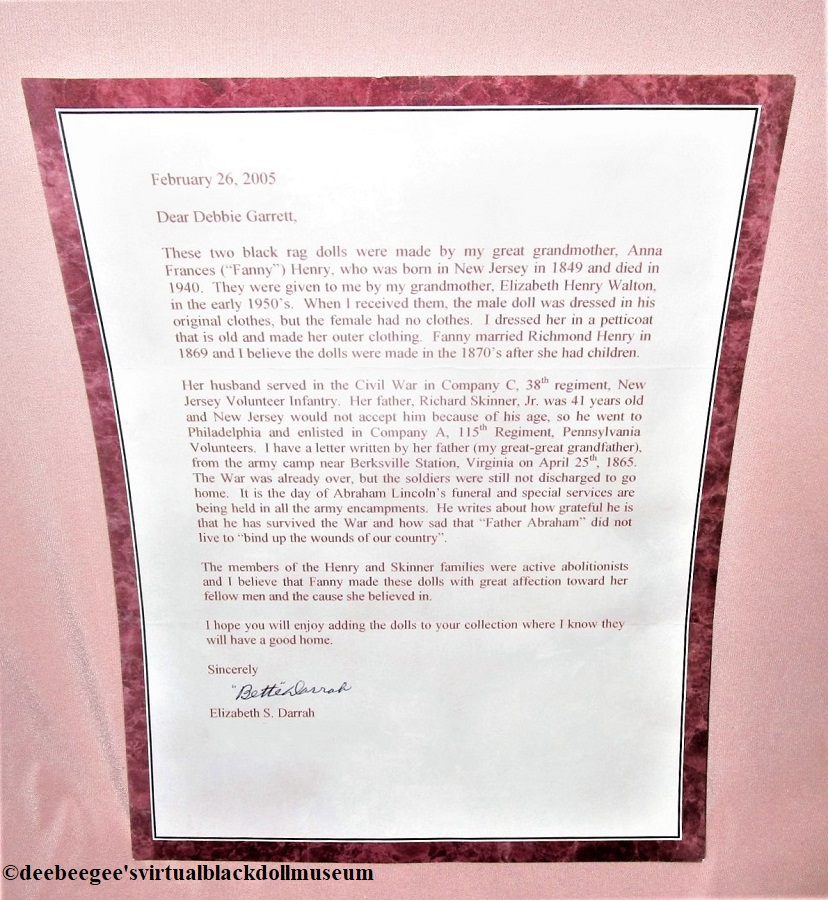 February 26, 2005
Dear Debbie Garrett,
These two black rag dolls were made by my great grandmother, Anna
Frances ("Fanny") Henry, who was born in New Jersey in 1849 and died in
1940. They were given to me by my grandmother, Elizabeth Henry Walton,
in the early 1950's. When I received them, the male doll was dressed in his
original clothes, but the female had no clothes. I dressed her in a petticoat
that is old and made her outer clothing. Fanny married Richmond Henry in
1869 and I believe the dolls were made in the 1870's after she had children.
Her husband served in the Civil War in Company C, 38th regiment, New
Jersey Volunteer Infantry. Her father, Richard Skinner, Jr. was 41 years old
and New Jersey would not accept him because of his age, so he went to
Philadelphia and enlisted in Company A, 115th Regiment, Pennsylvania
Volunteers. I have a letter written by her father (my great-great grandfather),
from the army camp near Berksville Station, Virginia on April 25th, 1865.
The War was already over, but the soldiers were still not discharged to go
home. It is the day of Abraham Lincoln's funeral and special services are
being held in all the army encampments. He writes about how grateful he is
that he has survived the War and how sad that "Father Abraham" did not
live to "bind up the wounds of our country".
The members of the Henry and Skinner families were active abolitionists
and I believe that Fanny made these dolls with great affection toward her
fellow men and the cause she believed in.
I hope you will enjoy adding the dolls to your collection where I know they
will have a good home.
Sincerely
"Bette" Darrah
Elizabeth S. Darrah
©deebeegee'svirtualblackdollmuseum